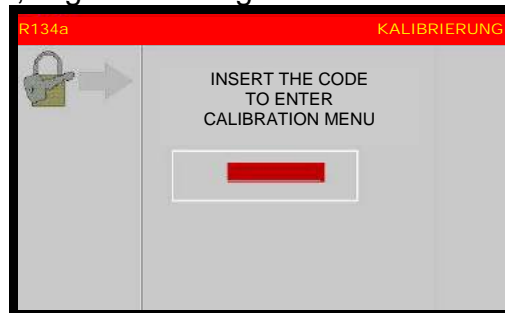 R134a KALIBRIERUNG
INSERT THE CODE
TO ENTER
CALIBRATION MENU